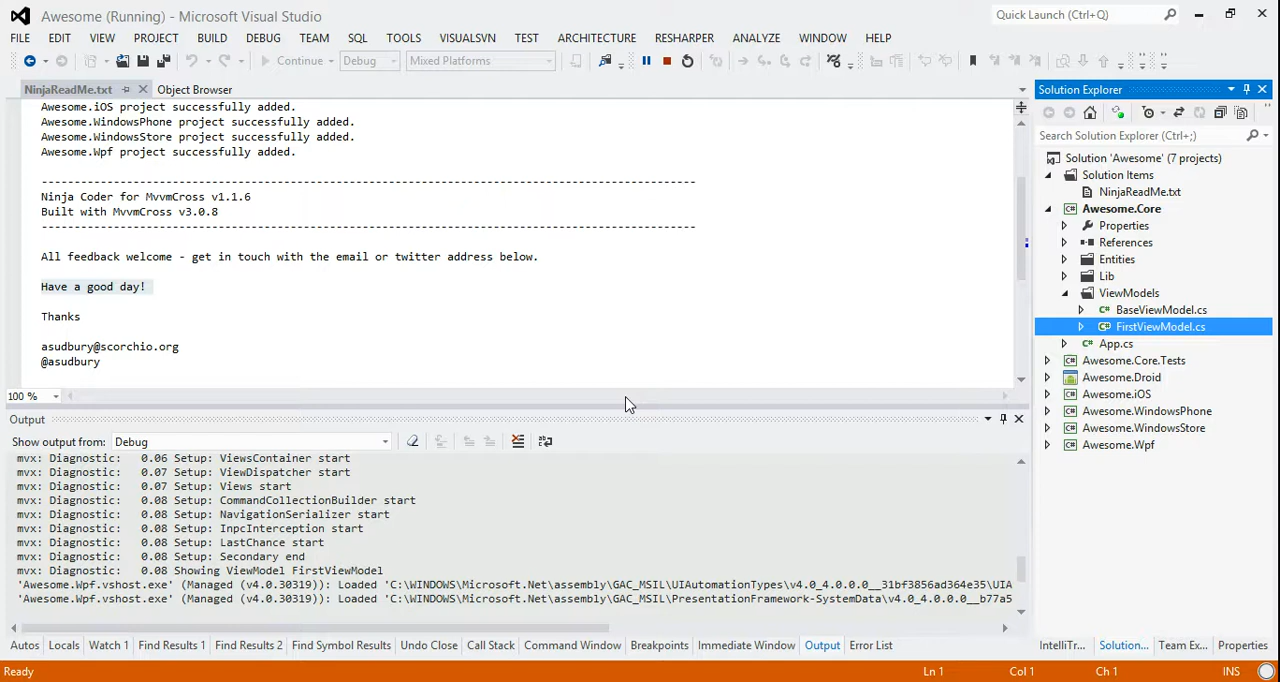 Awesome (Running) - Microsoft Visual Studio
Quick Launch (Ctrl+Q)
FILE EDIT VIEW PROJECT BUILD DEBUG TEAM SQL TOOLS VISUALSVN TEST ARCHITECTURE RESHARPER ANALYZE WINDOW HELP
Continue Debug Mixed Platforms
NinjaReadMe.txt Object Browser
Awesome.iOS project successfully added.
Awesome.WindowsPhone project successfully added.
Awesome.WindowsStore project successfully added.
Awesome.Wpf project successfully added.
--------------------------------------------------------------------------------
Ninja Coder for MvvmCross v1.1.6
Built with MvvmCross v3.0.8
--------------------------------------------------------------------------------
All feedback welcome - get in touch with the email or twitter address below.
Have a good day!
Thanks
asudbury@scorchio.org
@asudbury
100 %
Output
Show output from: Debug
mvx: Diagnostic: 0.06 Setup: ViewsContainer start
mvx: Diagnostic: 0.07 Setup: ViewDispatcher start
mvx: Diagnostic: 0.07 Setup: Views start
mvx: Diagnostic: 0.08 Setup: CommandCollectionBuilder start
mvx: Diagnostic: 0.08 Setup: NavigationSerializer start
mvx: Diagnostic: 0.08 Setup: InpcInterception start
mvx: Diagnostic: 0.08 Setup: LastChance start
mvx: Diagnostic: 0.08 Setup: Secondary end
mvx: Diagnostic: 0.08 Showing ViewModel FirstViewModel
'Awesome.Wpf.vshost.exe' (Managed (v4.0.30319)): Loaded 'C:\WINDOWS\Microsoft.Net\assembly\GAC_MSIL\UIAutomationTypes\v4.0_4.0.0.0__31bf3856ad364e35\UIA
'Awesome.Wpf.vshost.exe' (Managed (v4.0.30319)): Loaded 'C:\WINDOWS\Microsoft.Net\assembly\GAC_MSIL\PresentationFramework-SystemData\v4.0_4.0.0.0__b77a5
Autos Locals Watch 1 Find Results 1 Find Results 2 Find Symbol Results Undo Close Call Stack Command Window Breakpoints Immediate Window Output Error List
Solution Explorer
Search Solution Explorer (Ctrl+;)
Solution 'Awesome' (7 projects)
Solution Items
NinjaReadMe.txt
Awesome.Core
Properties
References
Entities
Lib
ViewModels
BaseViewModel.cs
FirstViewModel.cs
App.cs
Awesome.Core.Tests
Awesome.Droid
Awesome.iOS
Awesome.WindowsPhone
Awesome.WindowsStore
Awesome.Wpf
IntelliTr... Solution... Team Ex... Properties
Ready Ln 1 Col 1 Ch 1 INS